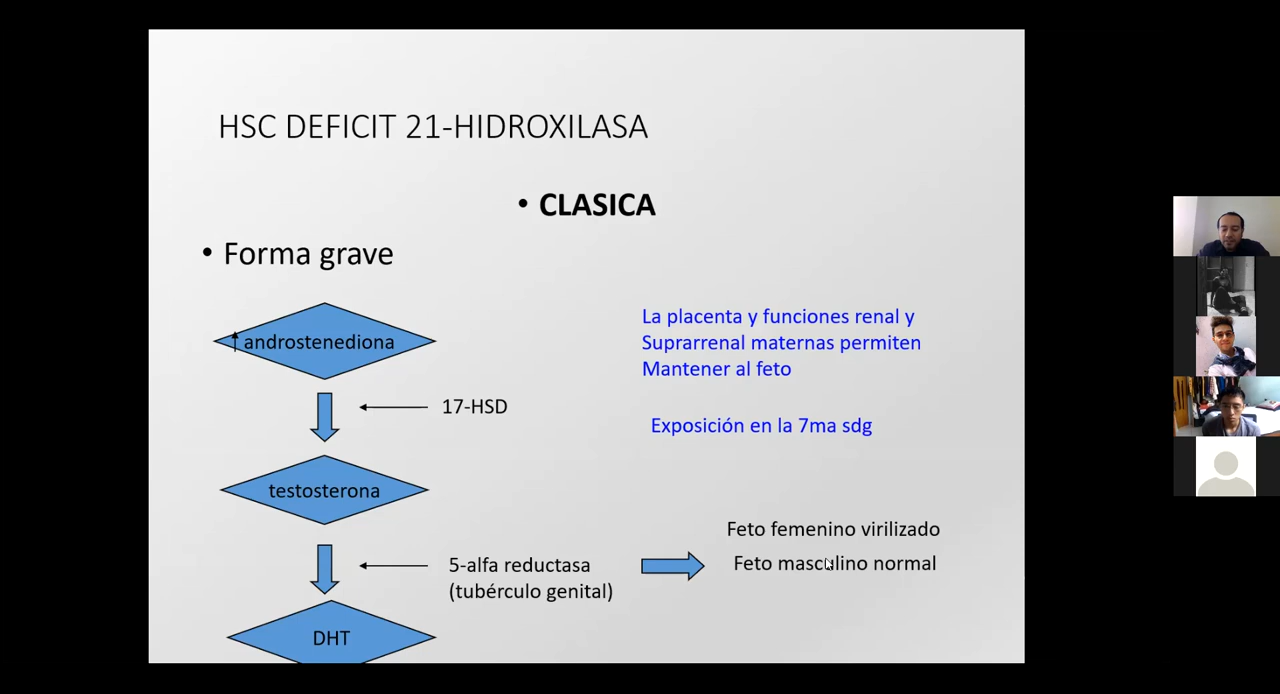 HSC DEFICIT 21-HIDROXILASA
• CLASICA
• Forma grave
androstenediona
La placenta y funciones renal y
Suprarrenal maternas permiten
Mantener al feto
17-HSD
Exposición en la 7ma sdg
testosterona
Feto femenino virilizado
Feto masculino normal
5-alfa reductasa
(tubérculo genital)
DHT